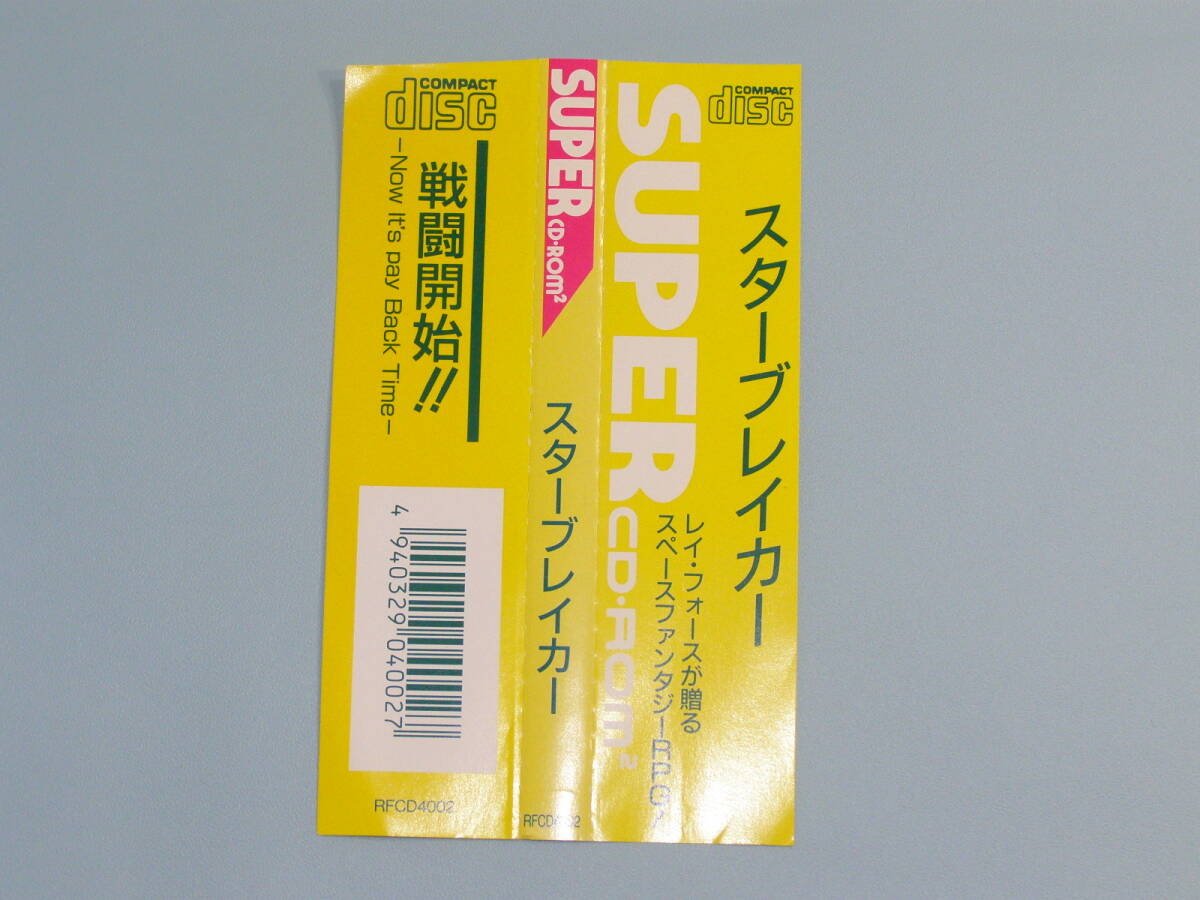 COMPACT
disc
戦闘開始!!
−Now It's pay Back Time−
4 940329 040027
RFCD4002
SUPER CD・ROM²
スターブレイカー
RFCD4002
COMPACT
disc
スターブレイカー
SUPER CD・ROM²
レイ・フォースが贈る
スペースファンタジーRPG